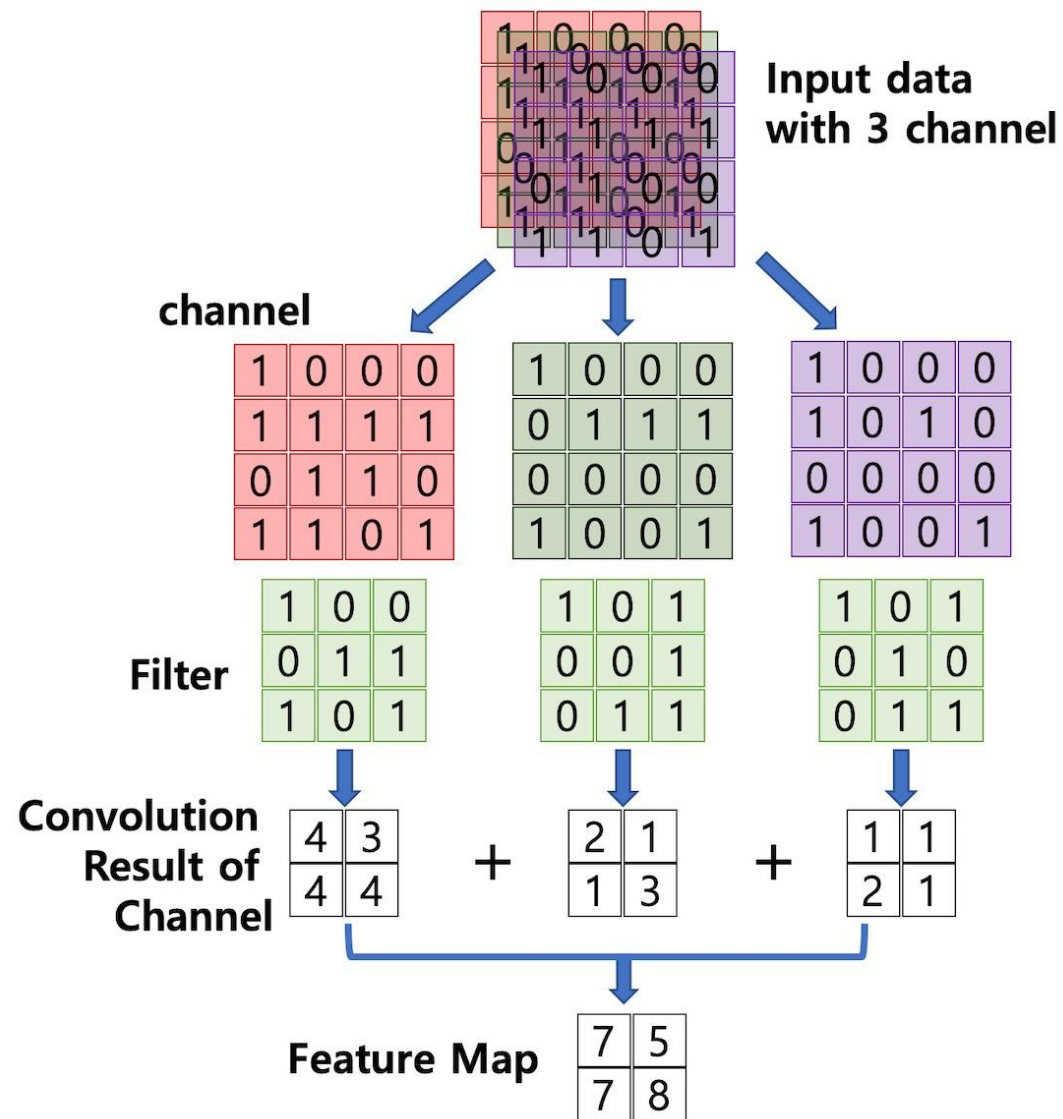 Input data
with 3 channel
channel
1 0 0 0
1 1 1 1
0 1 1 0
1 1 0 1
1 0 0 0
0 1 1 1
0 0 0 0
1 0 0 1
1 0 0 0
1 0 1 0
0 0 0 0
1 0 0 1
Filter
1 0 0
0 1 1
1 0 1
1 0 1
0 0 1
0 1 1
1 0 1
0 1 0
0 1 1
Convolution
Result of
Channel
4 3
4 4
+
2 1
1 3
+
1 1
2 1
Feature Map
7 5
7 8